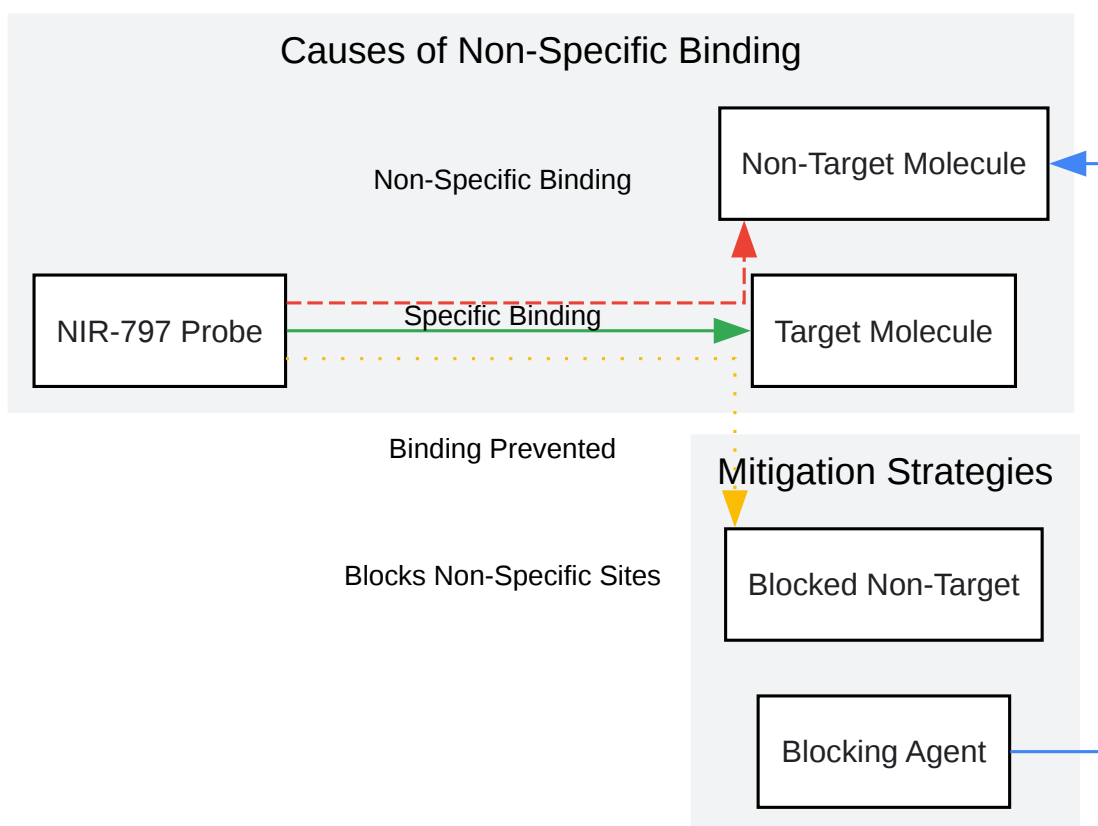 Causes of Non-Specific Binding
Non-Target Molecule
Non-Specific Binding
NIR-797 Probe
Specific Binding
Target Molecule
Binding Prevented
Mitigation Strategies
Blocks Non-Specific Sites
Blocked Non-Target
Blocking Agent